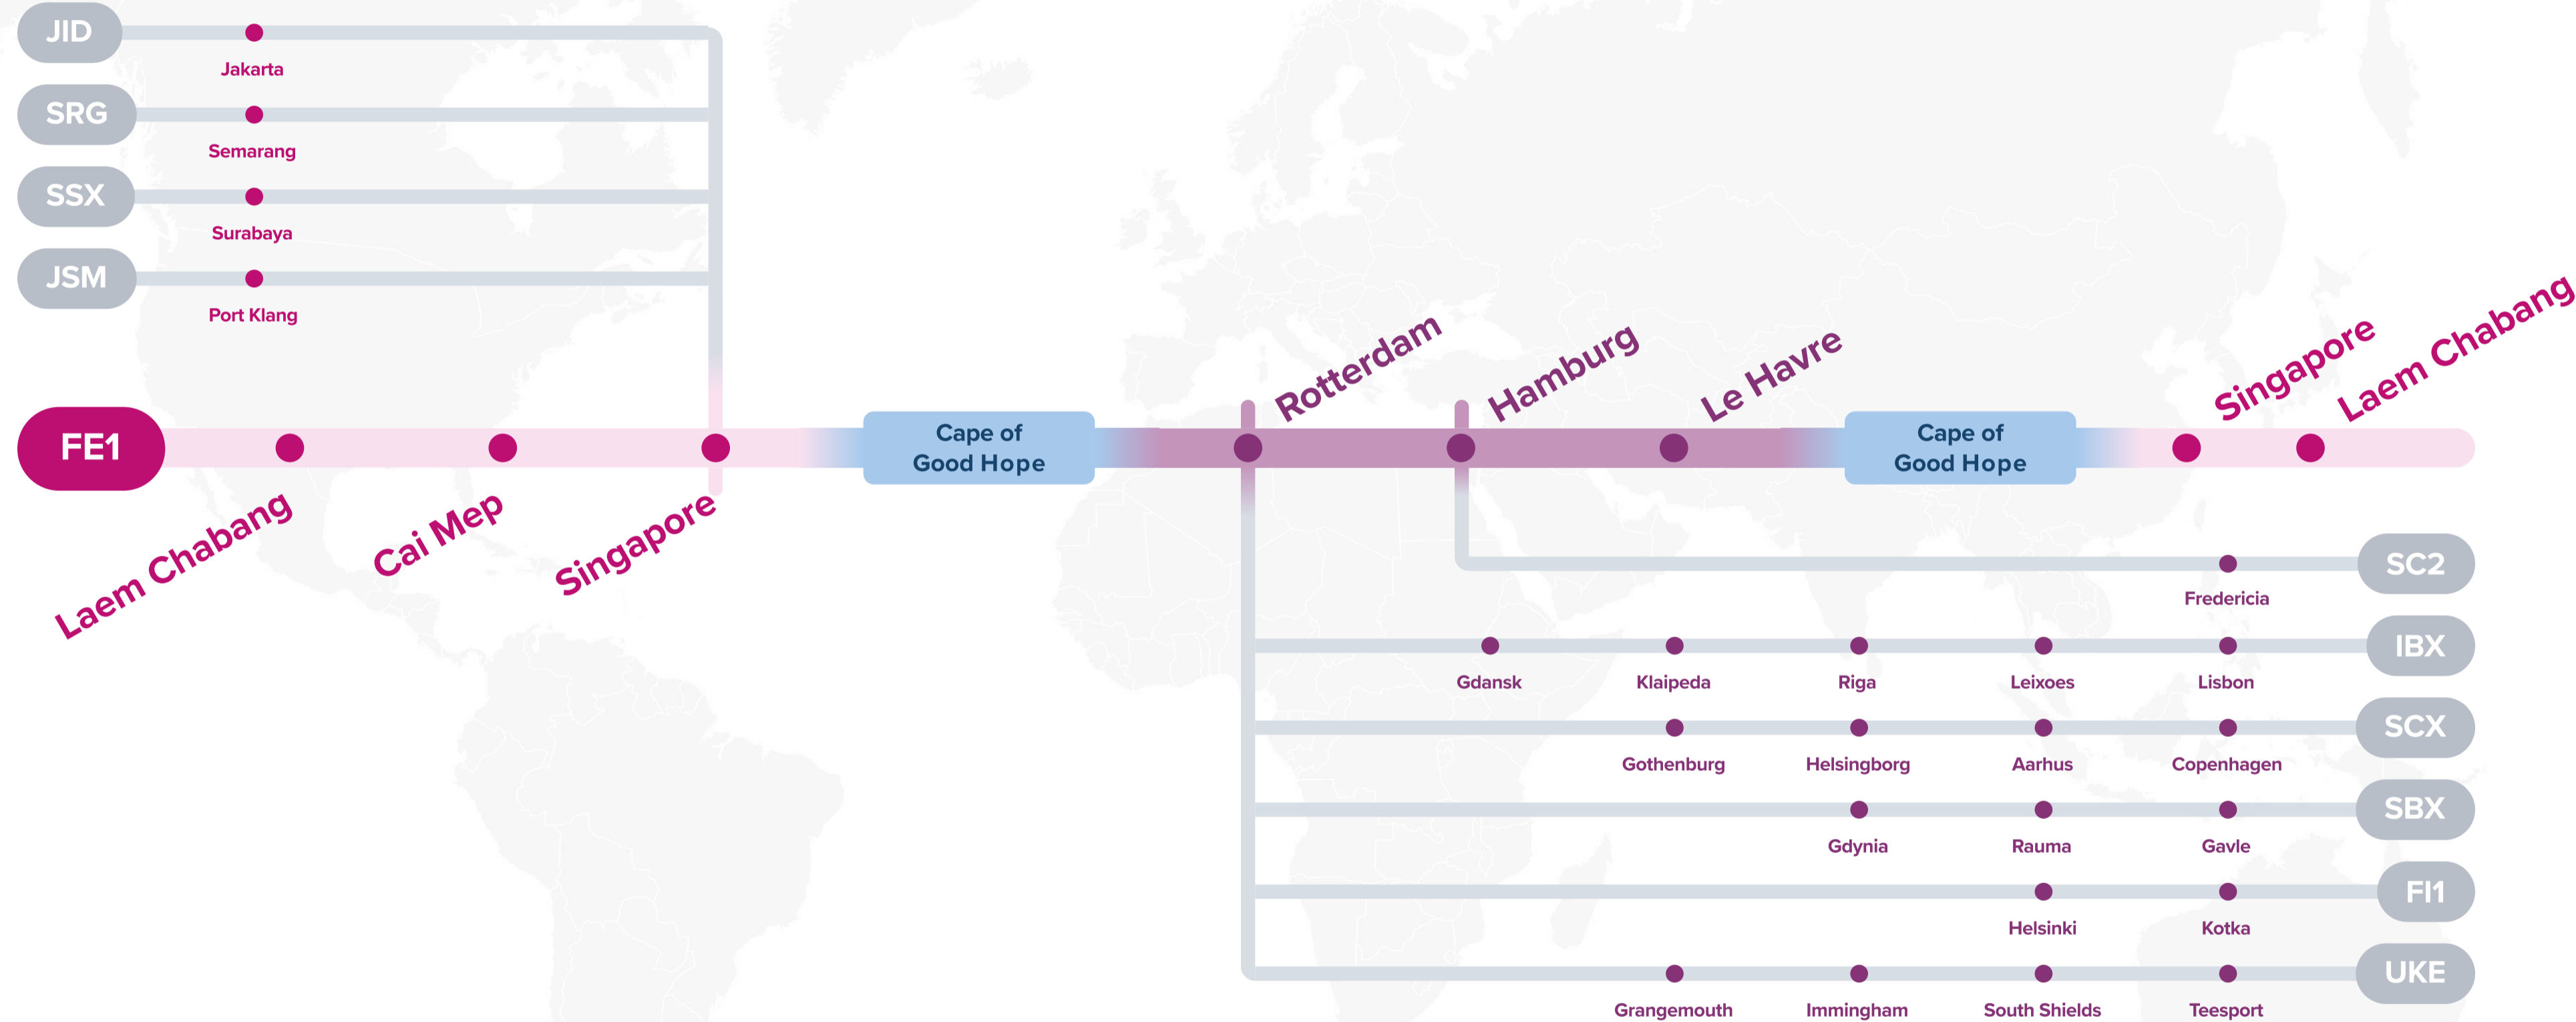 JID
Jakarta
SRG
Semarang
SSX
Surabaya
JSM
Port Klang
FE1
Laem Chabang
Cai Mep
Singapore
Cape of
Good Hope
Rotterdam
Hamburg
Le Havre
Cape of
Good Hope
Singapore
Laem Chabang
SC2
Fredericia
IBX
Gdansk Klaipeda Riga Leixoes Lisbon
SCX
Gothenburg Helsingborg Aarhus Copenhagen
SBX
Gdynia Rauma Gavle
FI1
Helsinki Kotka
UKE
Grangemouth Immingham South Shields Teesport